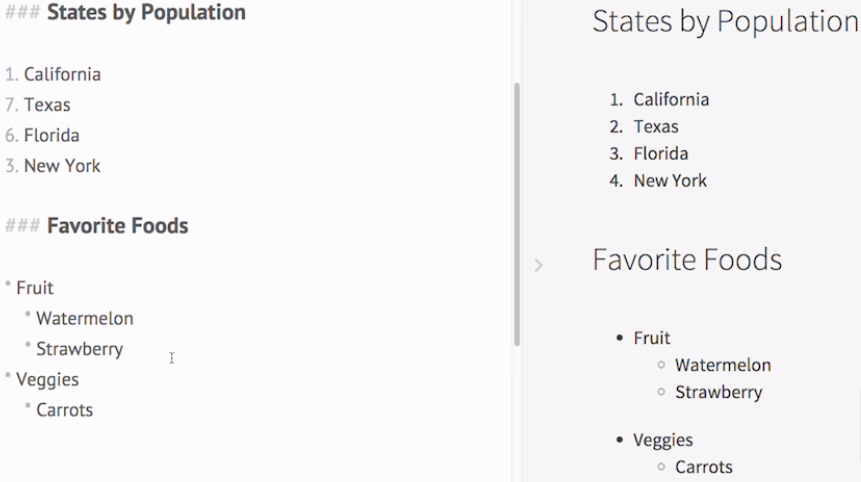 ### States by Population
1. California
7. Texas
6. Florida
3. New York
### Favorite Foods
* Fruit
* Watermelon
* Strawberry
* Veggies
* Carrots
States by Population
1. California
2. Texas
3. Florida
4. New York
Favorite Foods
• Fruit
○ Watermelon
○ Strawberry
• Veggies
○ Carrots